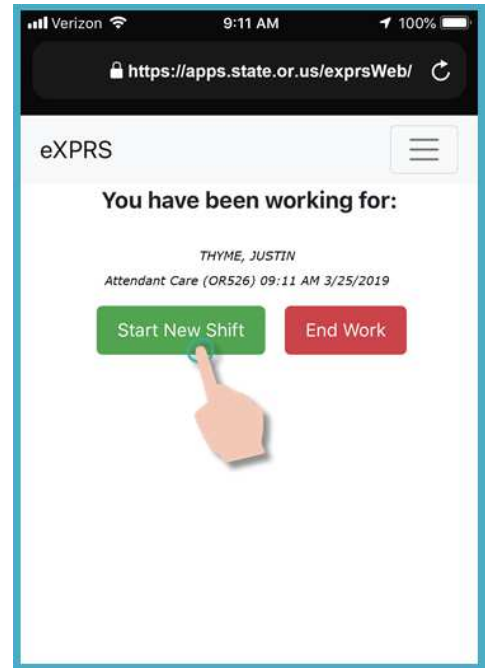 Verizon 9:11 AM 100%
https://apps.state.or.us/exprsWeb/
eXPRS
You have been working for:
THYME, JUSTIN
Attendant Care (OR526) 09:11 AM 3/25/2019
Start New Shift End Work